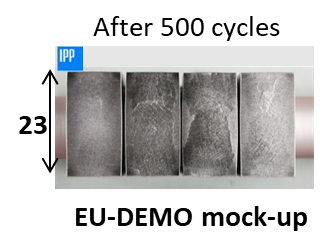 After 500 cycles
IPP
23
EU-DEMO mock-up